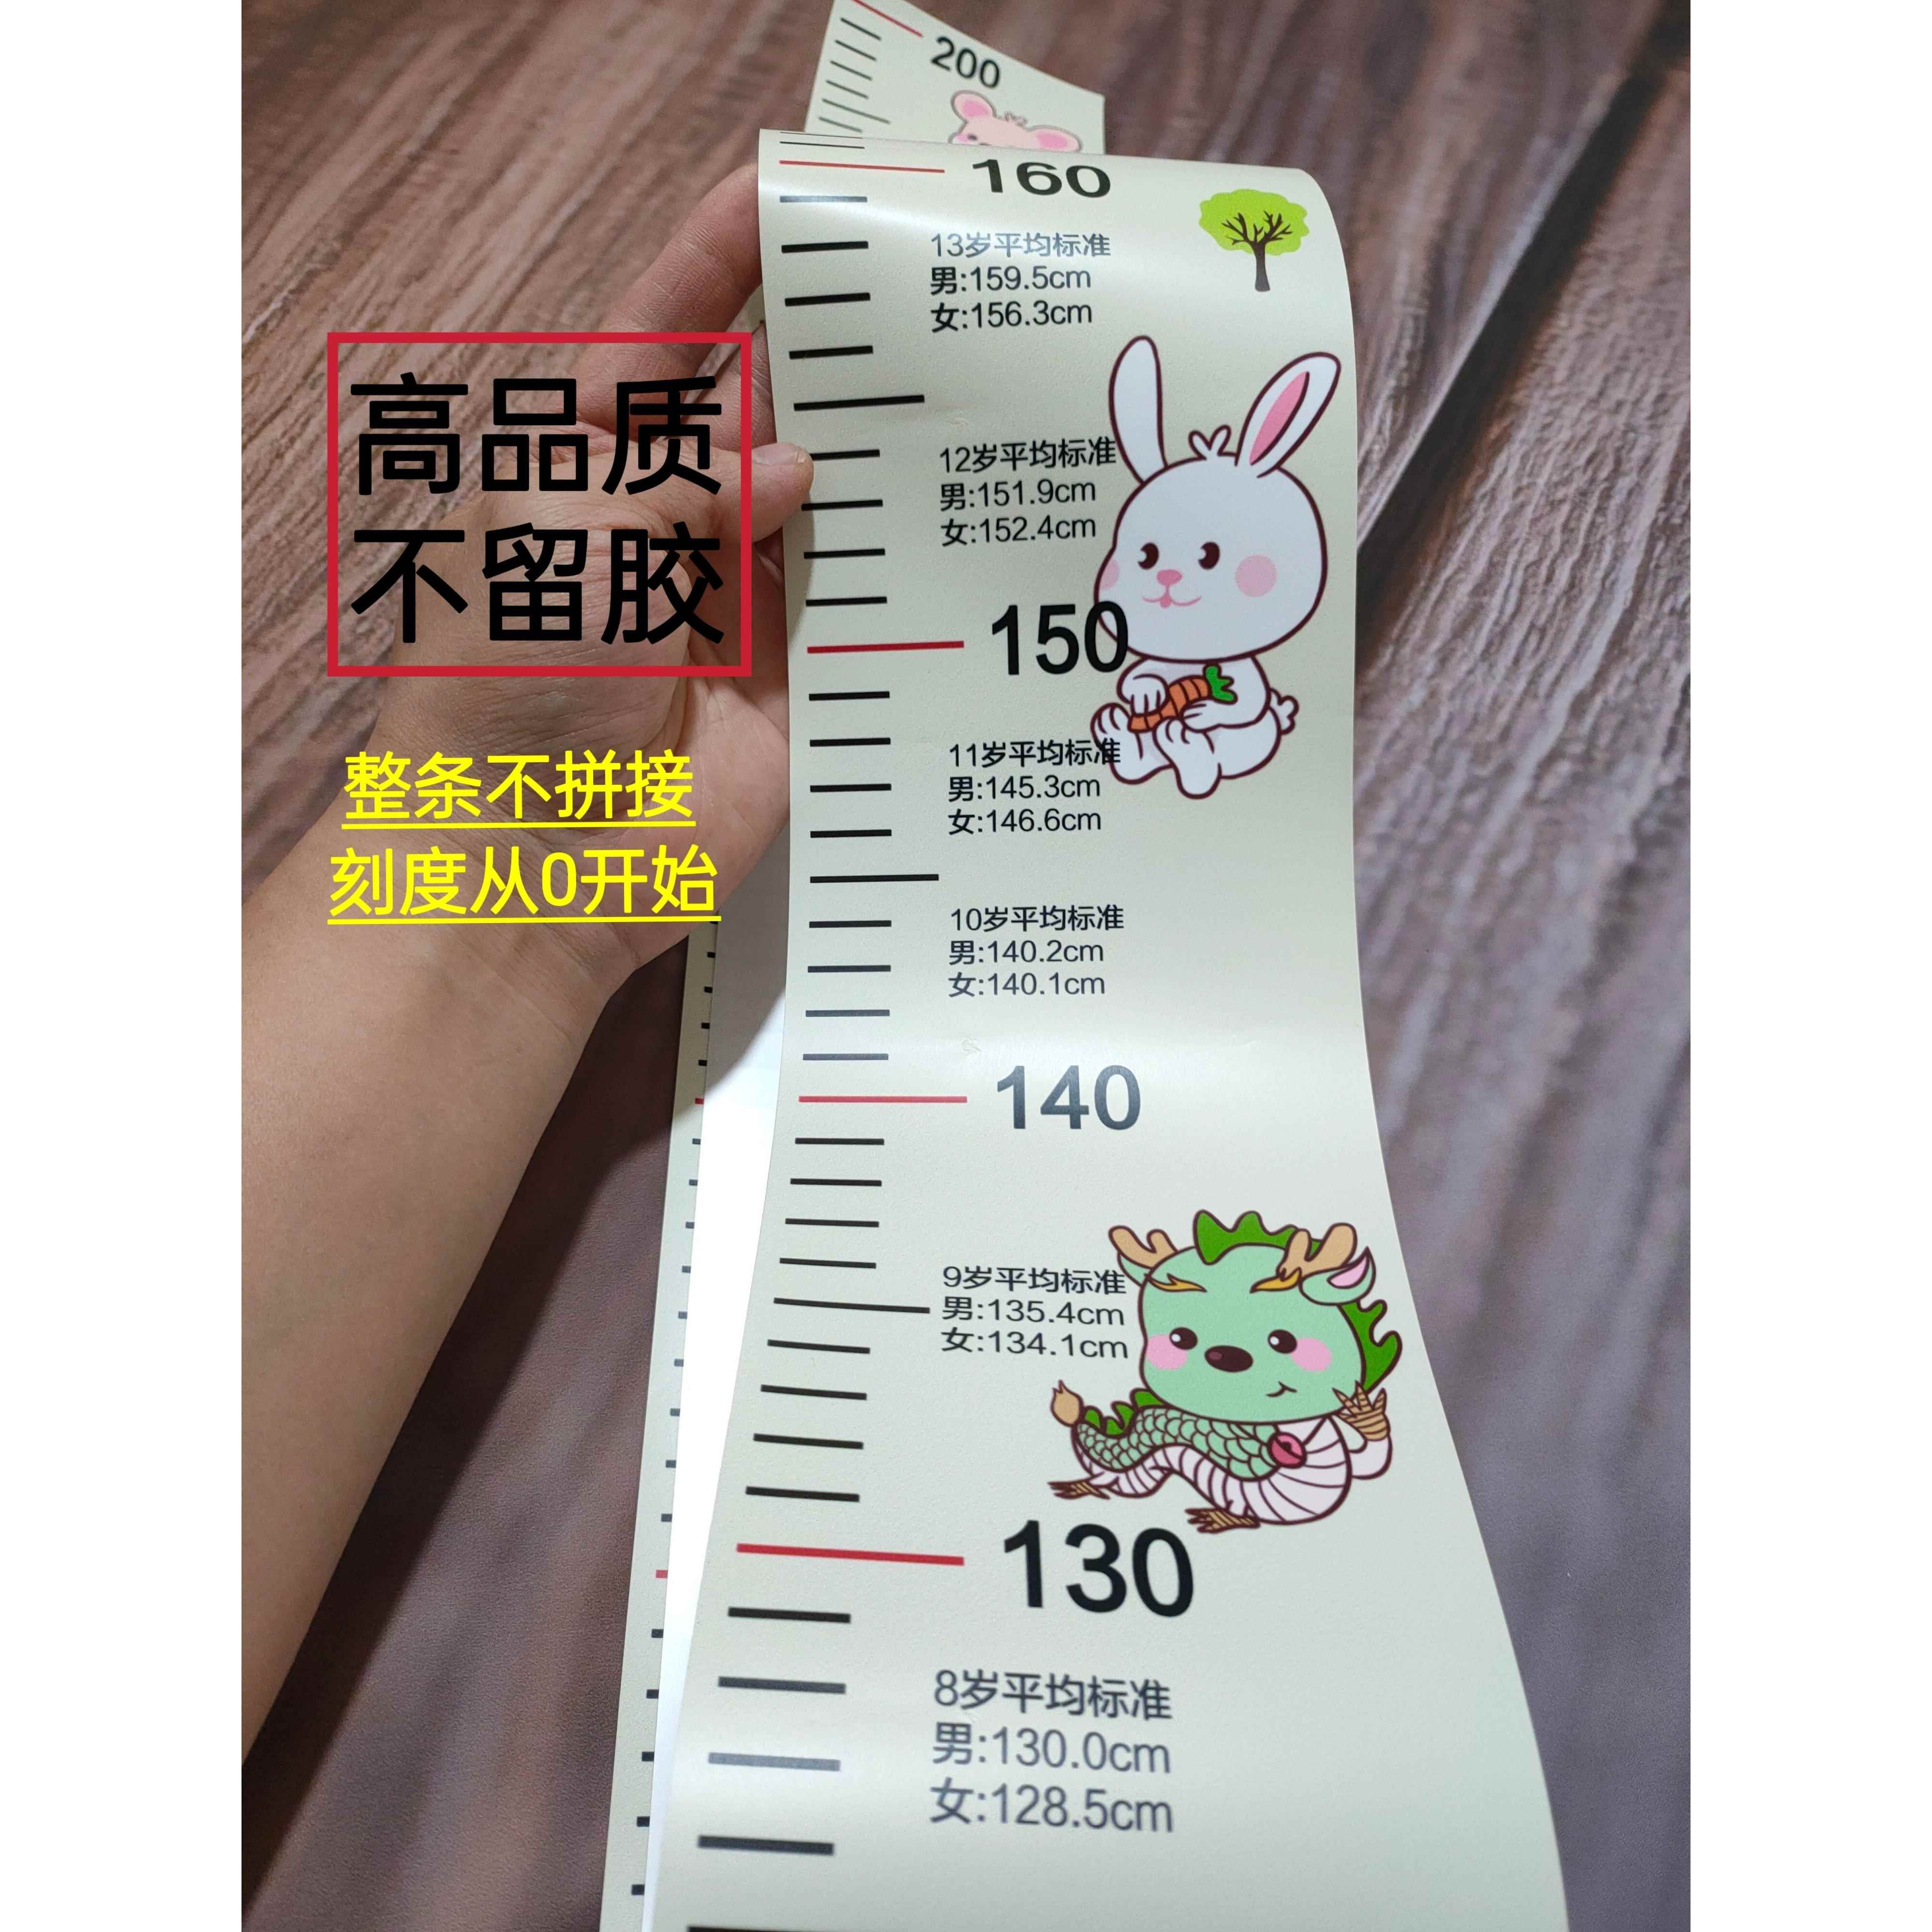 200
160
13岁平均标准
男:159.5cm
女:156.3cm
高品质
不留胶
12岁平均标准
男:151.9cm
女:152.4cm
150
整条不拼接
刻度从0开始
11岁平均标准
男:145.3cm
女:146.6cm
10岁平均标准
男:140.2cm
女:140.1cm
140
9岁平均标准
男:135.4cm
女:134.1cm
130
8岁平均标准
男:130.0cm
女:128.5cm